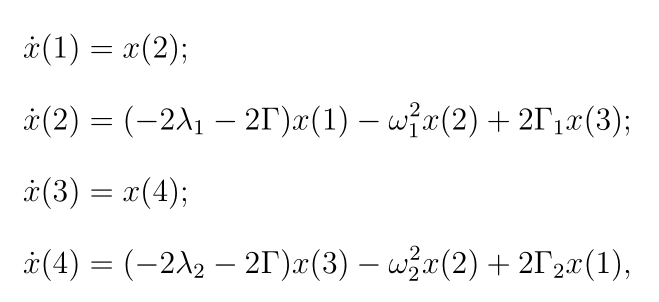 ẋ(1) = x(2);
ẋ(2) = (−2λ₁ − 2Γ)x(1) − ω₁²x(2) + 2Γ₁x(3);
ẋ(3) = x(4);
ẋ(4) = (−2λ₂ − 2Γ)x(3) − ω₂²x(2) + 2Γ₂x(1),